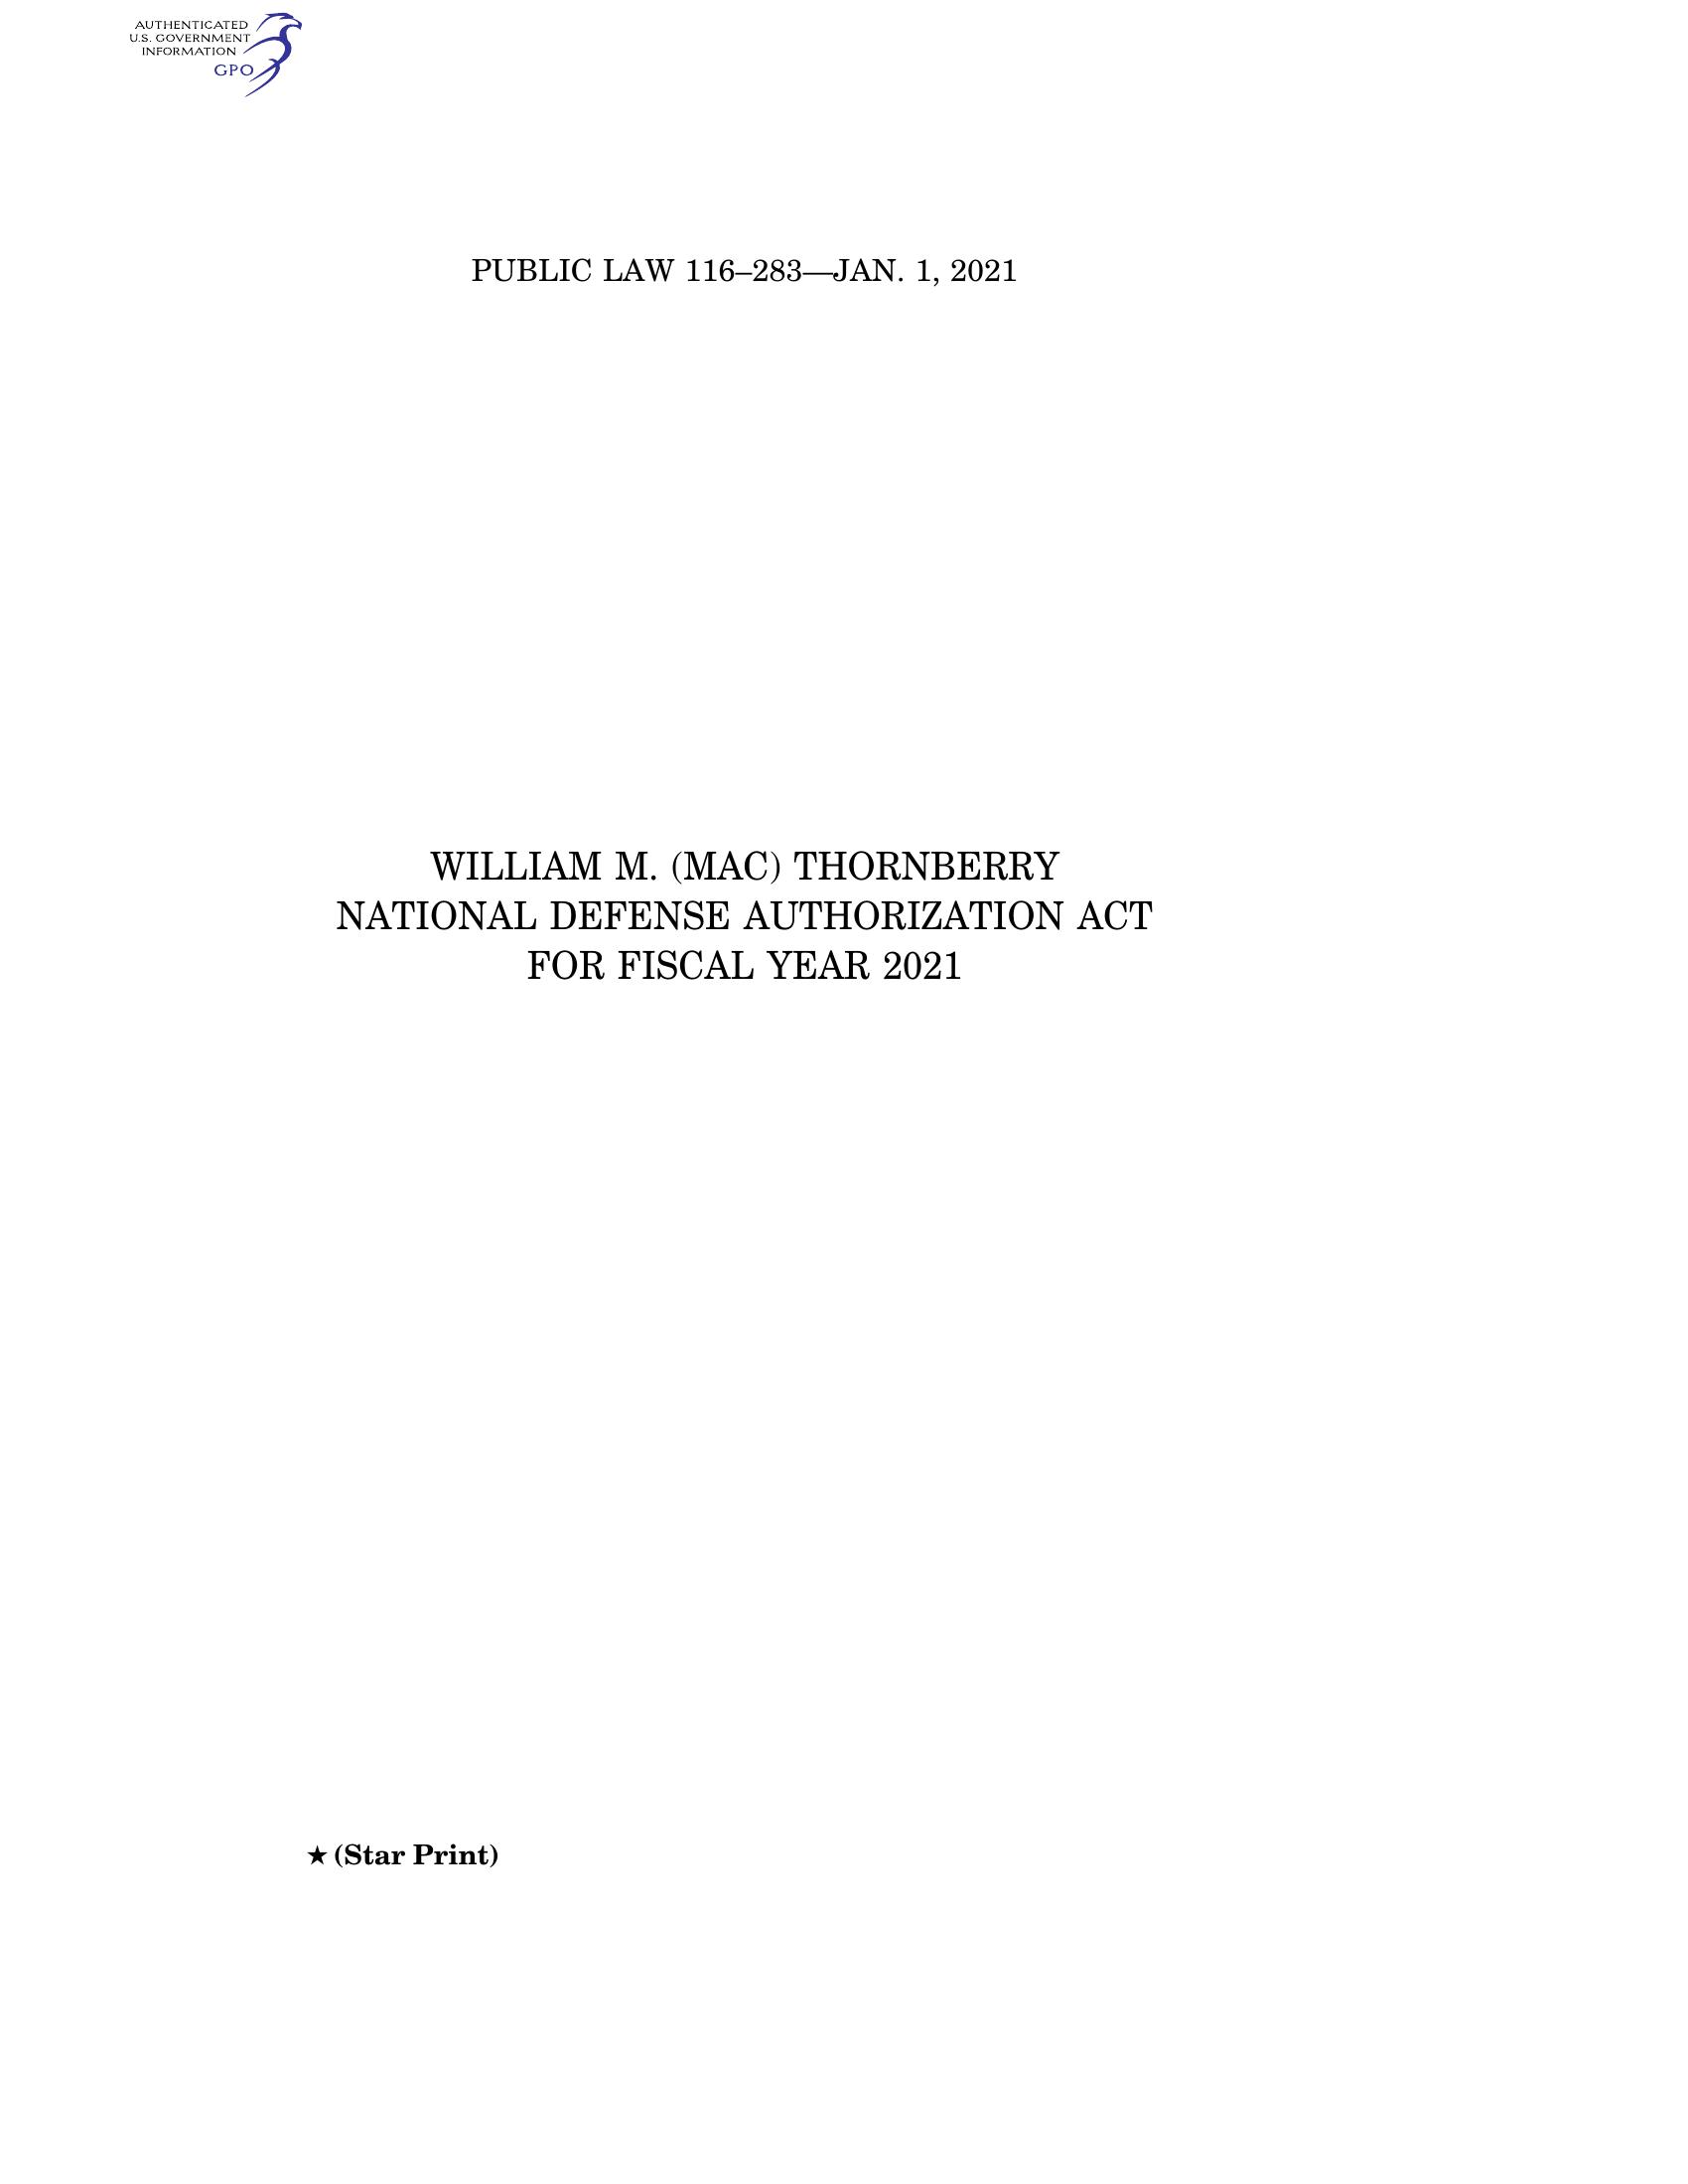 AUTHENTICATED
U.S. GOVERNMENT
INFORMATION
GPO
PUBLIC LAW 116–283—JAN. 1, 2021
WILLIAM M. (MAC) THORNBERRY
NATIONAL DEFENSE AUTHORIZATION ACT
FOR FISCAL YEAR 2021
★ (Star Print)